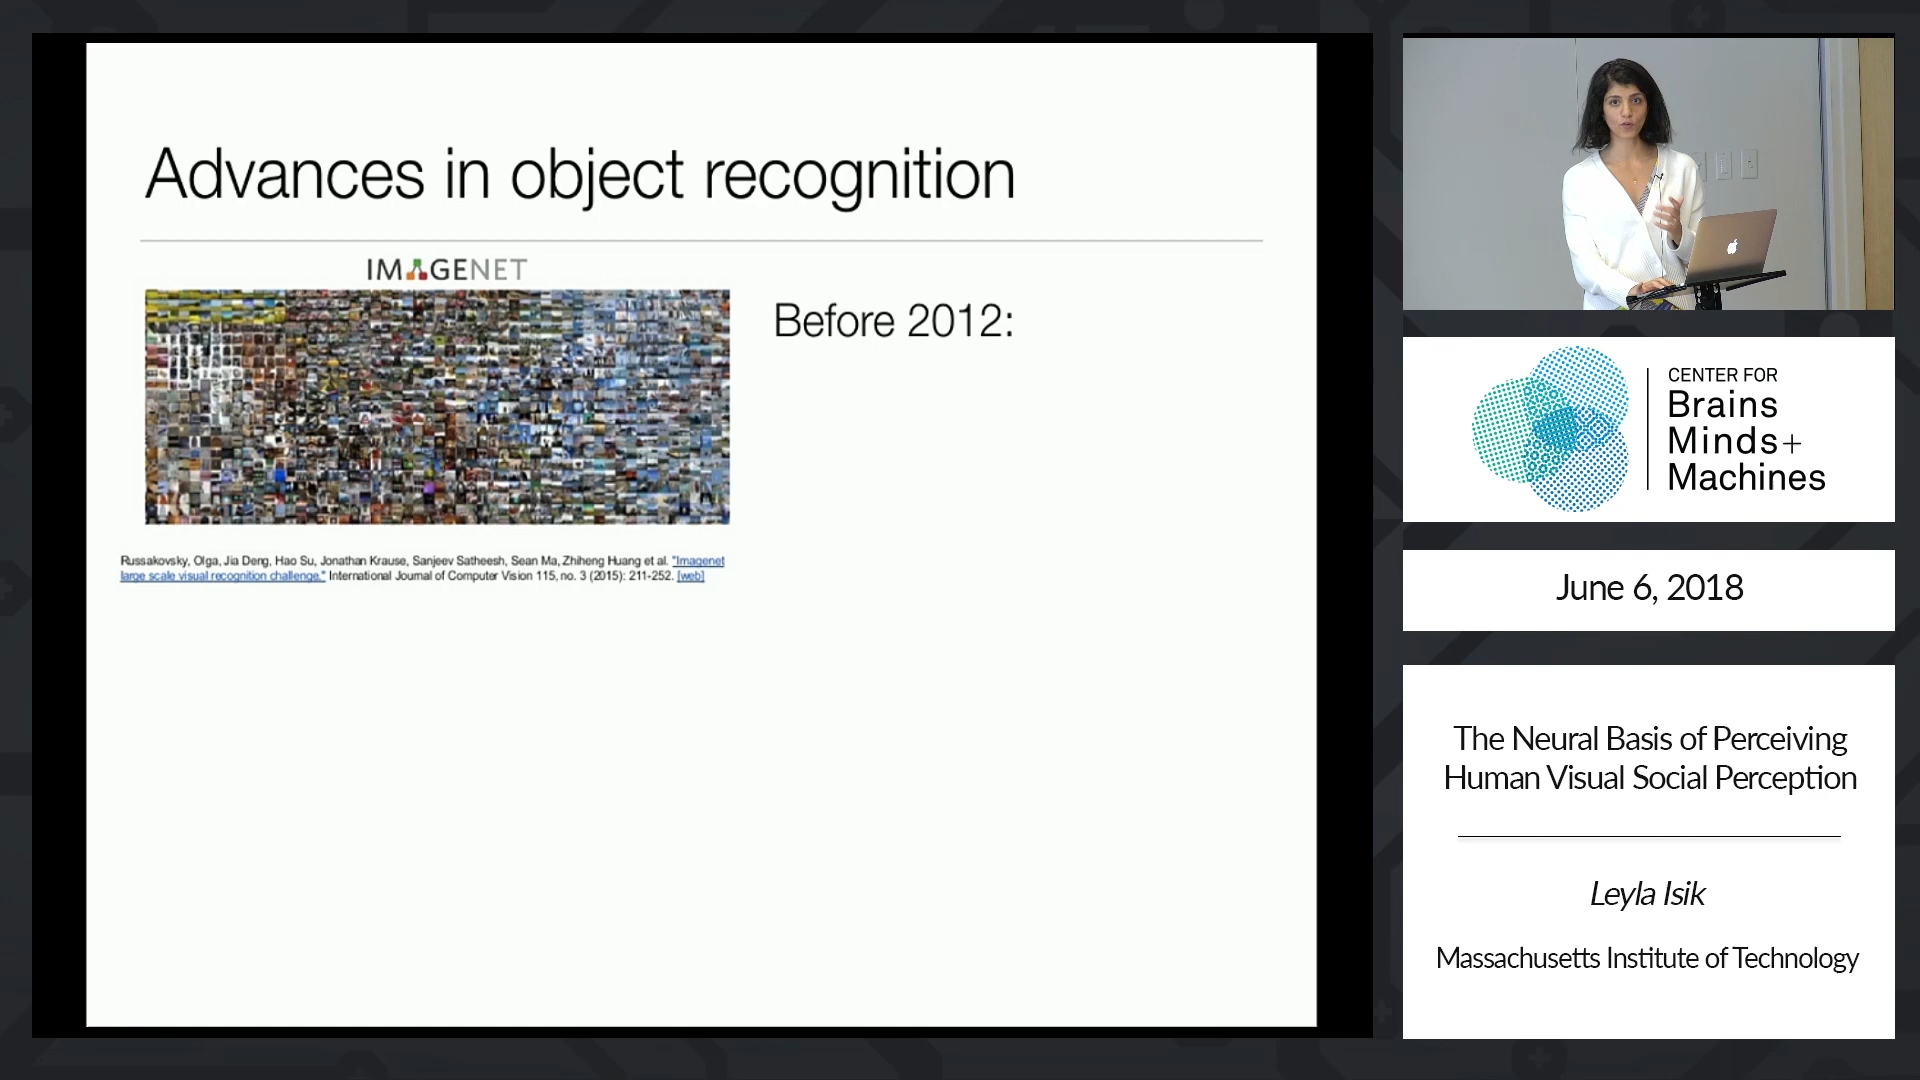 Advances in object recognition
IMAGENET
Before 2012:
Russakovsky, Olga, Jia Deng, Hao Su, Jonathan Krause, Sanjeev Satheesh, Sean Ma, Zhiheng Huang et al. "Imagenet
large scale visual recognition challenge." International Journal of Computer Vision 115, no. 3 (2015): 211-252. [web]
CENTER FOR
Brains
Minds+
Machines
June 6, 2018
The Neural Basis of Perceiving
Human Visual Social Perception
Leyla Isik
Massachusetts Institute of Technology